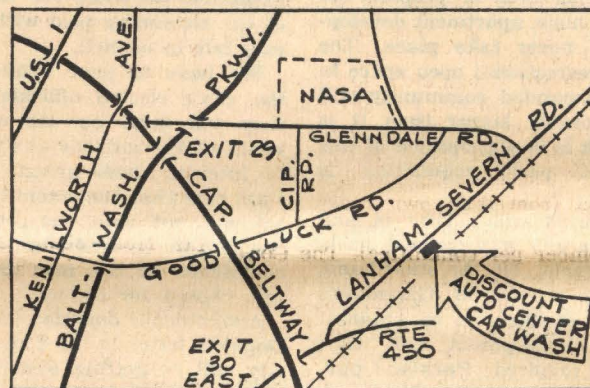 U.S. 1
AVE.
PKWY.
NASA
GLENNDALE RD.
EXIT 29
CIP. RD.
KENILWORTH
WASH.
CAP.
BELTWAY
GOOD LUCK RD.
LANHAM-SEVERN RD.
BALT-
DISCOUNT
AUTO CENTER
CAR WASH
RTE
450
EXIT
30
EAST